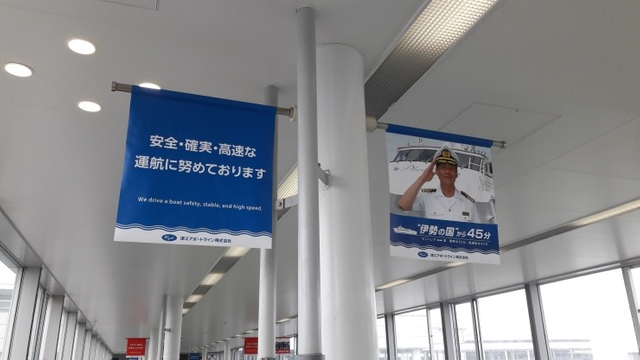 安全・確実・高速な
運航に努めております
We drive a boat safety, stable, and high speed.
津エアポートライン株式会社
"伊勢の国"から45分
津エアポートライン株式会社